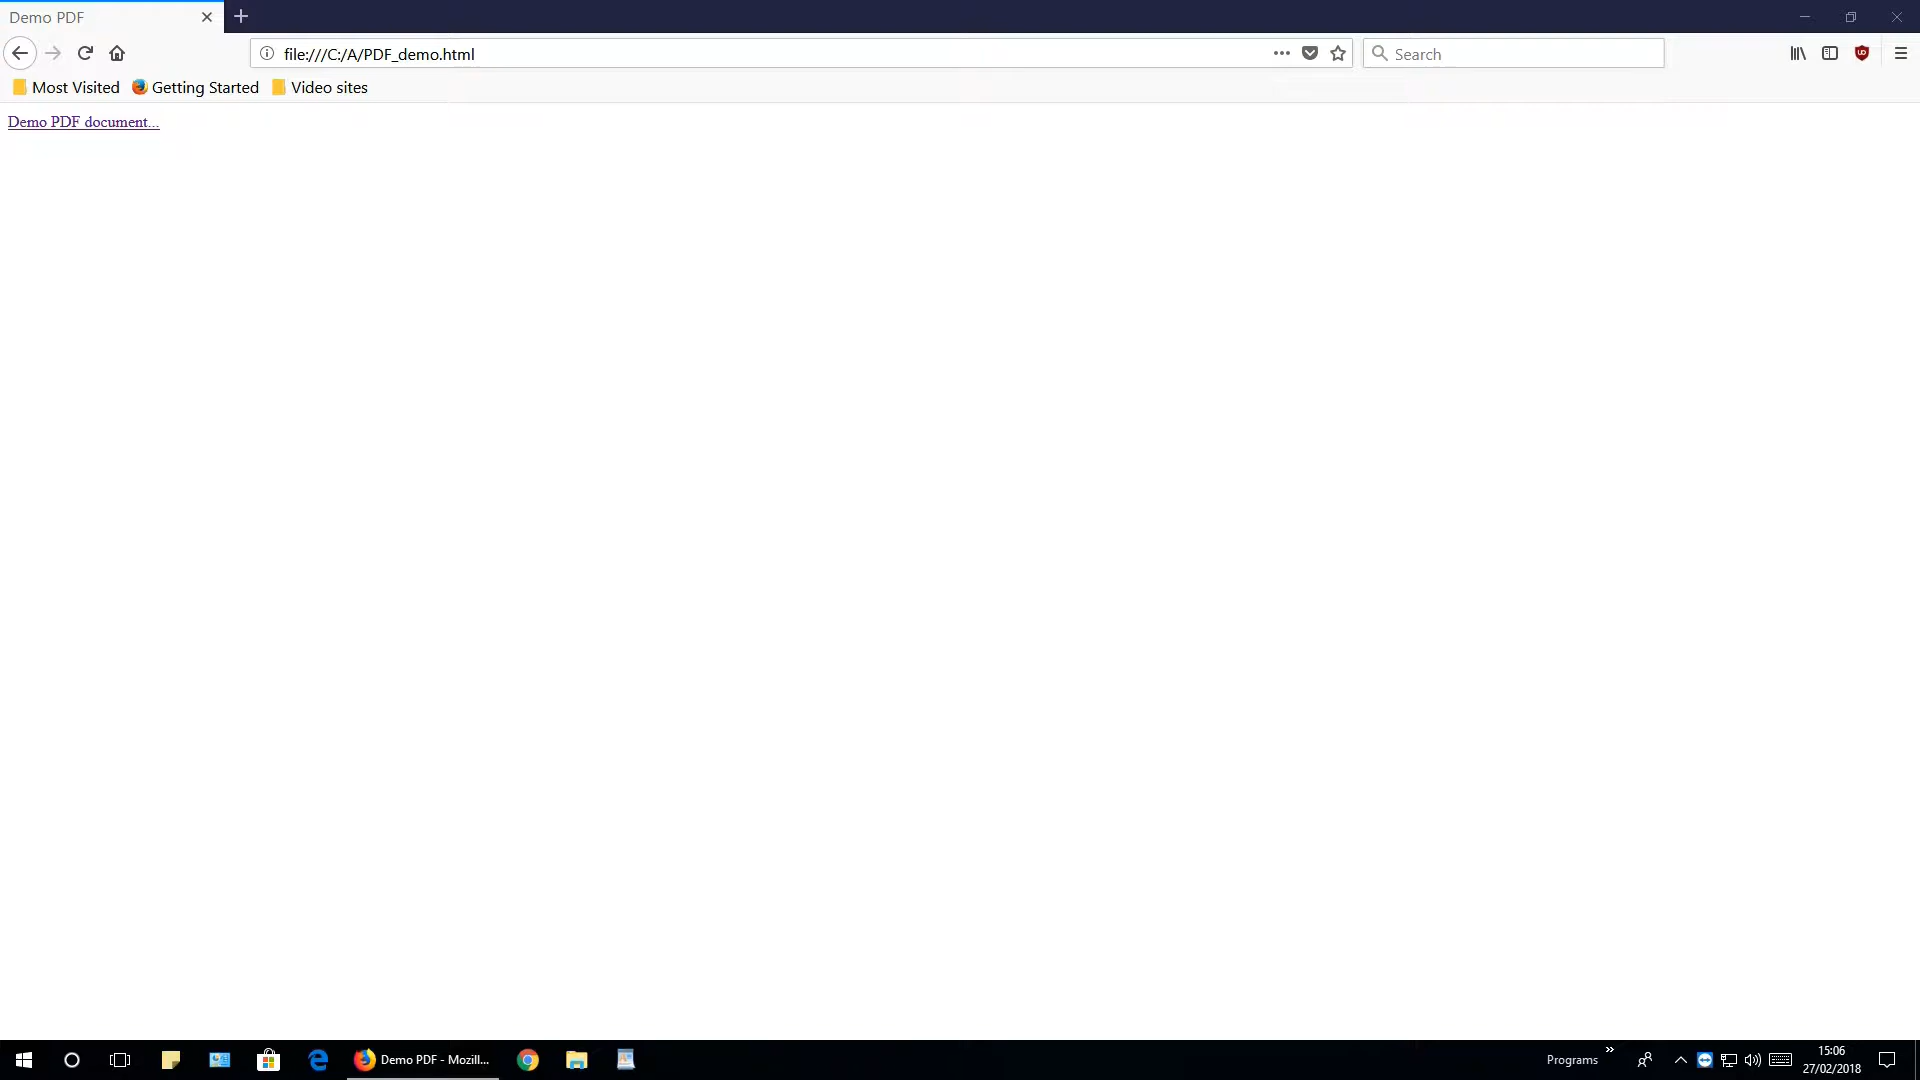 Demo PDF
file:///C:/A/PDF_demo.html
Search
Most Visited Getting Started Video sites
Demo PDF document...
Demo PDF - Mozill...
Programs
15:06
27/02/2018